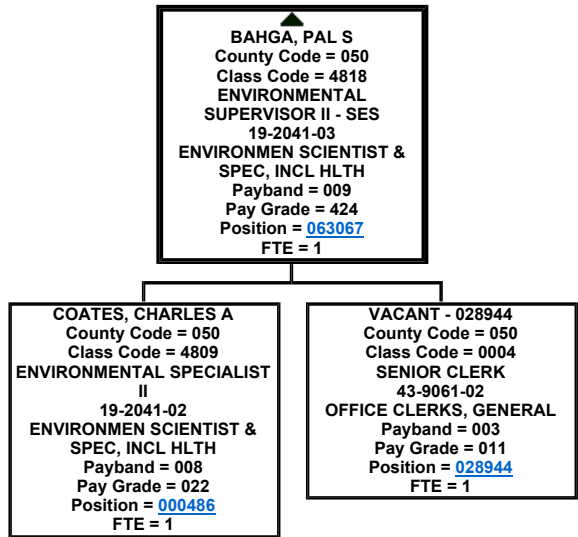 BAHGA, PAL S
County Code = 050
Class Code = 4818
ENVIRONMENTAL
SUPERVISOR II - SES
19-2041-03
ENVIRONMEN SCIENTIST &
SPEC, INCL HLTH
Payband = 009
Pay Grade = 424
Position = 063067
FTE = 1
COATES, CHARLES A
County Code = 050
Class Code = 4809
ENVIRONMENTAL SPECIALIST
II
19-2041-02
ENVIRONMEN SCIENTIST &
SPEC, INCL HLTH
Payband = 008
Pay Grade = 022
Position = 000486
FTE = 1
VACANT - 028944
County Code = 050
Class Code = 0004
SENIOR CLERK
43-9061-02
OFFICE CLERKS, GENERAL
Payband = 003
Pay Grade = 011
Position = 028944
FTE = 1